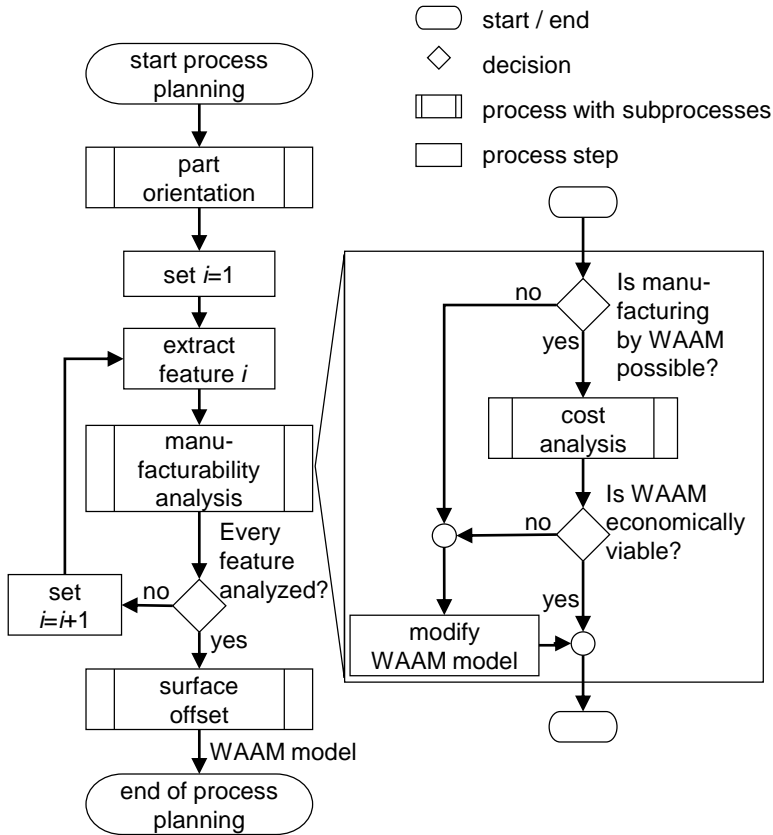 start process
planning
part
orientation
set i=1
extract
feature i
manu-
facturability
analysis
Every
feature
analyzed?
no
set
i=i+1
yes
surface
offset
WAAM model
end of process
planning
start / end
decision
process with subprocesses
process step
no
Is manu-
facturing
by WAAM
possible?
yes
cost
analysis
Is WAAM
economically
viable?
no
yes
modify
WAAM model